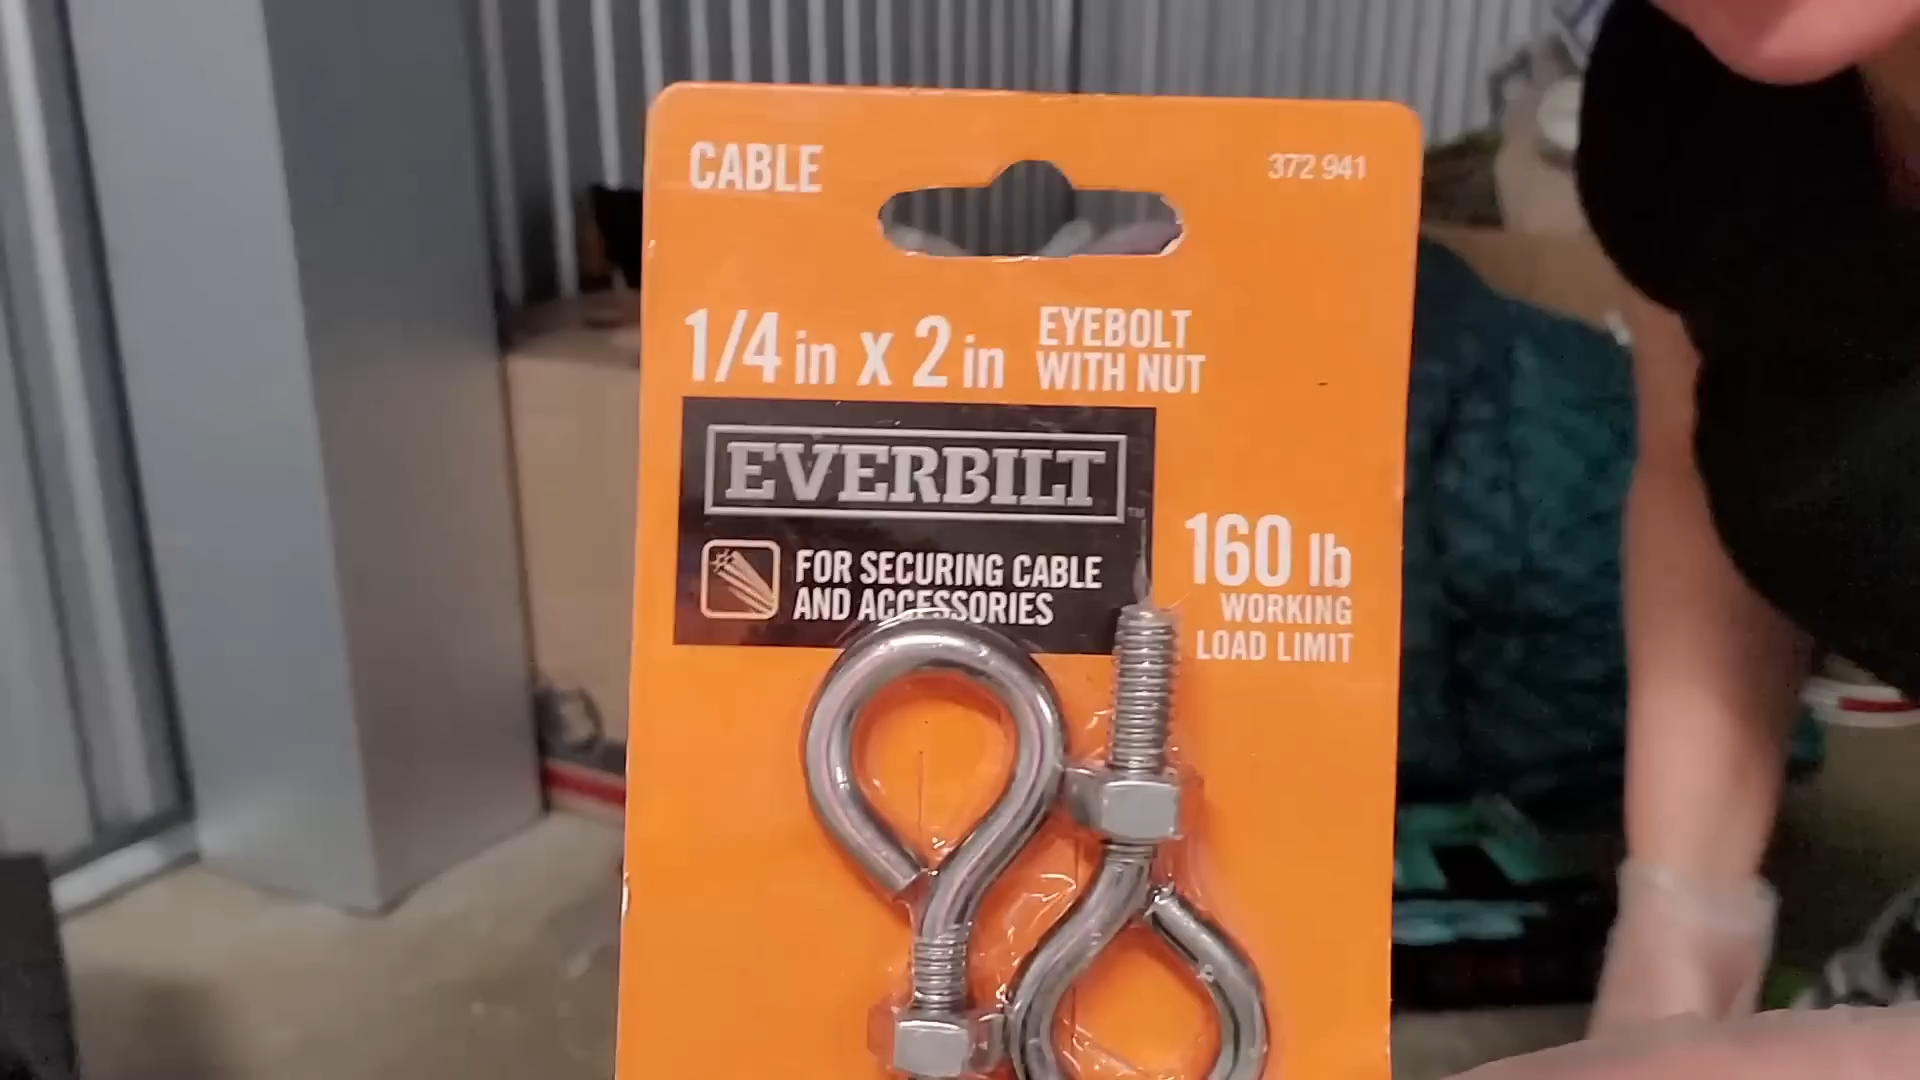 CABLE
372 941
1/4 in x 2 in
EYEBOLT
WITH NUT
EVERBILT™
FOR SECURING CABLE
AND ACCESSORIES
160 lb
WORKING
LOAD LIMIT